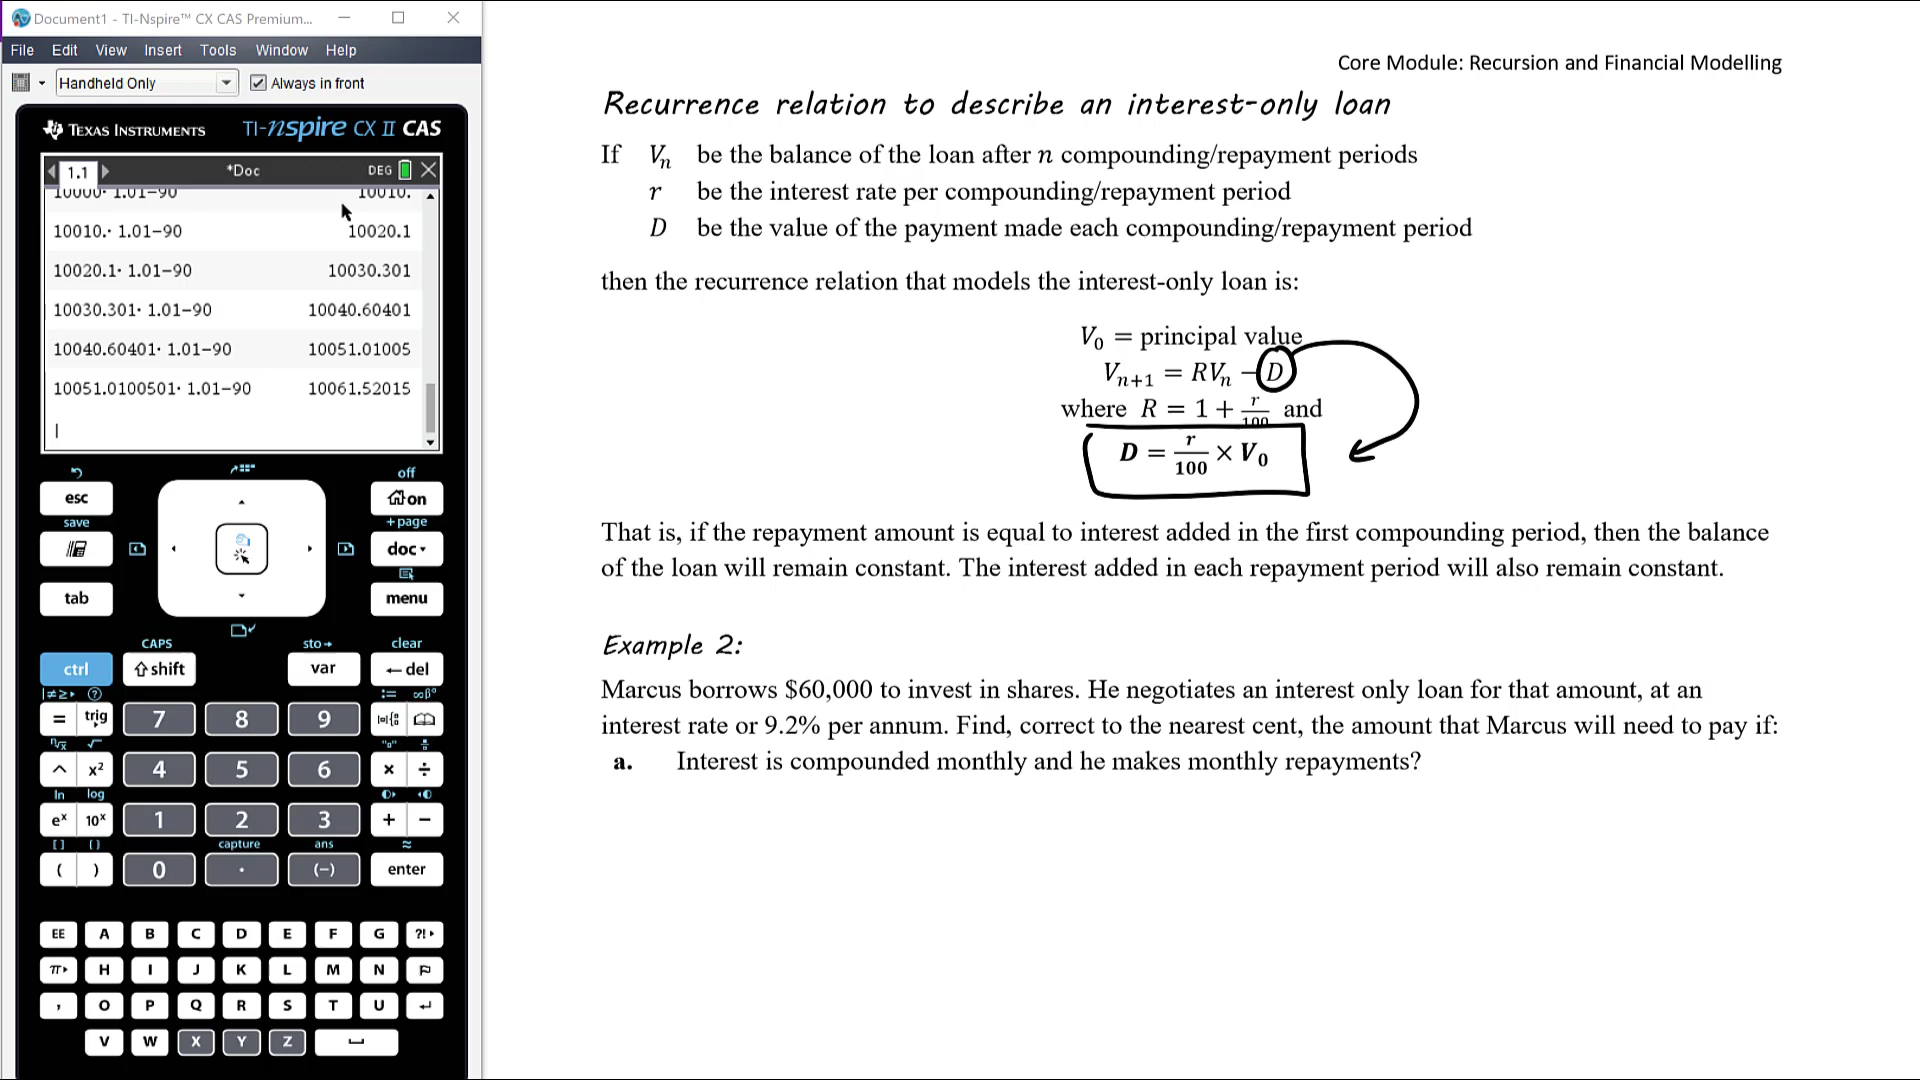 Document1 - TI-Nspire™ CX CAS Premium...
File Edit View Insert Tools Window Help
Handheld Only Always in front
TEXAS INSTRUMENTS TI-nspire CX II CAS
1.1 *Doc DEG
10000· 1.01−90 10010.
10010.· 1.01−90 10020.1
10020.1· 1.01−90 10030.301
10030.301· 1.01−90 10040.60401
10040.60401· 1.01−90 10051.01005
10051.0100501· 1.01−90 10061.52015
off
esc on
save +page
doc
tab menu
CAPS sto→ clear
ctrl shift var ←del
|≠≥▸ ? := ∞β°
= trig 7 8 9
ⁿ√x √
^ x² 4 5 6 × ÷
ln log
eˣ 10ˣ 1 2 3 + −
[] {} capture ans ≈
( ) 0 . (−) enter
EE A B C D E F G ?!▸
π▸ H I J K L M N
, O P Q R S T U ↵
V W X Y Z
Core Module: Recursion and Financial Modelling
Recurrence relation to describe an interest-only loan
If Vₙ be the balance of the loan after n compounding/repayment periods
r be the interest rate per compounding/repayment period
D be the value of the payment made each compounding/repayment period
then the recurrence relation that models the interest-only loan is:
V₀ = principal value
Vₙ₊₁ = RVₙ − D
where R = 1 + r/100 and
D = r/100 × V₀
That is, if the repayment amount is equal to interest added in the first compounding period, then the balance
of the loan will remain constant. The interest added in each repayment period will also remain constant.
Example 2:
Marcus borrows $60,000 to invest in shares. He negotiates an interest only loan for that amount, at an
interest rate or 9.2% per annum. Find, correct to the nearest cent, the amount that Marcus will need to pay if:
a. Interest is compounded monthly and he makes monthly repayments?